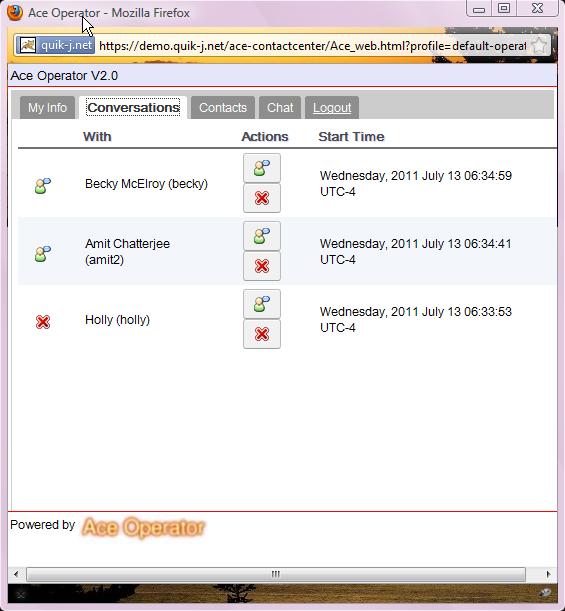 Ace Operator - Mozilla Firefox
quik-j.net https://demo.quik-j.net/ace-contactcenter/Ace_web.html?profile=default-operat
Ace Operator V2.0
My Info Conversations Contacts Chat Logout
With Actions Start Time
Becky McElroy (becky) Wednesday, 2011 July 13 06:34:59
UTC-4
Amit Chatterjee Wednesday, 2011 July 13 06:34:41
(amit2) UTC-4
Holly (holly) Wednesday, 2011 July 13 06:33:53
UTC-4
Powered by Ace Operator